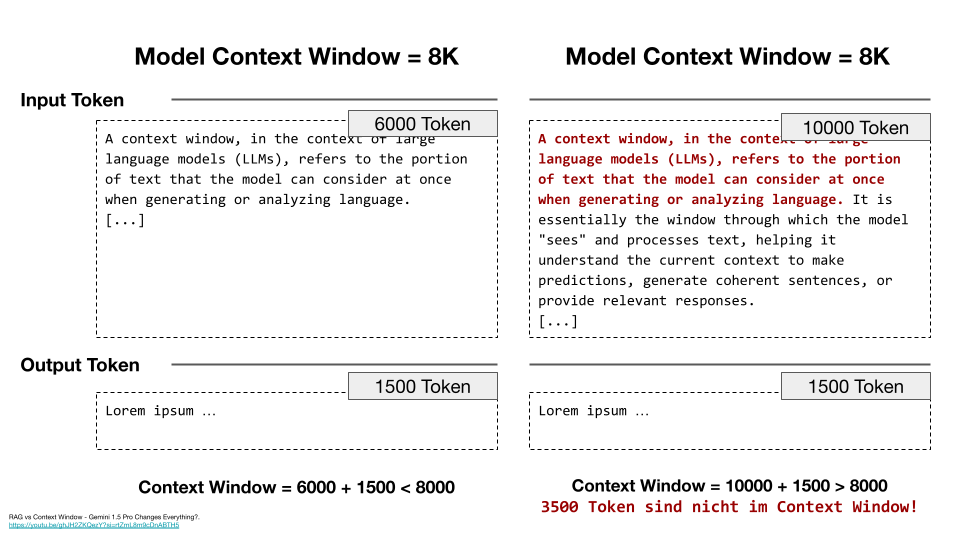 Model Context Window = 8K
Model Context Window = 8K
Input Token
6000 Token
A context window, in the context of large
language models (LLMs), refers to the portion
of text that the model can consider at once
when generating or analyzing language.
[...]
10000 Token
A context window, in the context of large
language models (LLMs), refers to the portion
of text that the model can consider at once
when generating or analyzing language. It is
essentially the window through which the model
"sees" and processes text, helping it
understand the current context to make
predictions, generate coherent sentences, or
provide relevant responses.
[...]
Output Token
1500 Token
Lorem ipsum …
1500 Token
Lorem ipsum …
Context Window = 6000 + 1500 < 8000
Context Window = 10000 + 1500 > 8000
3500 Token sind nicht im Context Window!
RAG vs Context Window - Gemini 1.5 Pro Changes Everything?.